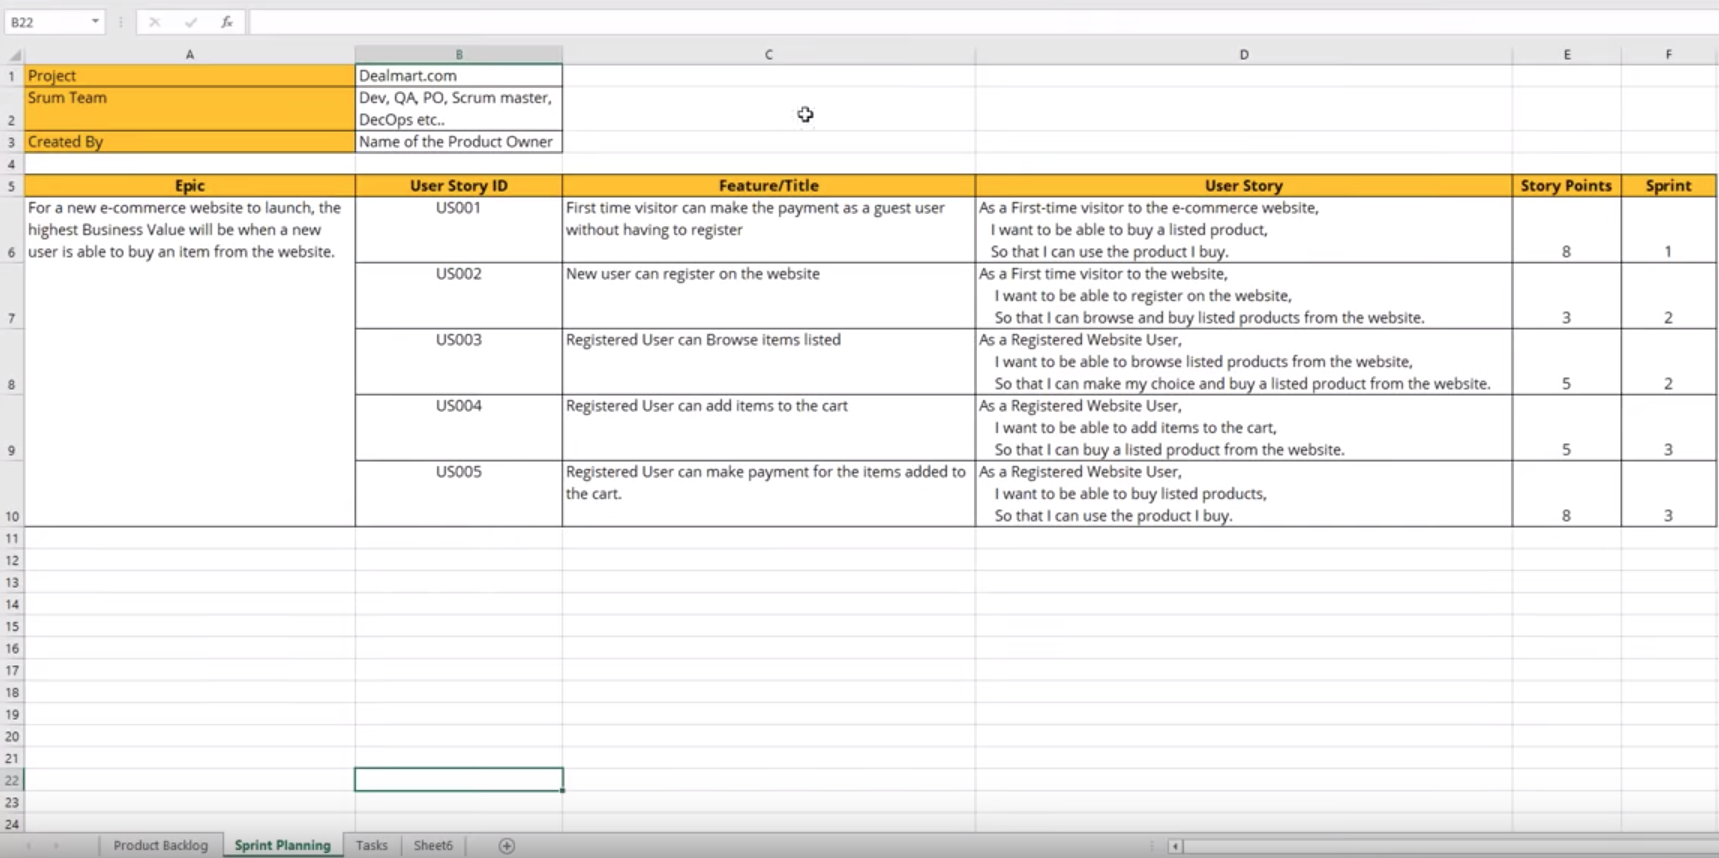 B22
fx
A B C D E F
1 Project Dealmart.com
2 Srum Team Dev, QA, PO, Scrum master,
DecOps etc..
3 Created By Name of the Product Owner
4
5 Epic User Story ID Feature/Title User Story Story Points Sprint
6 For a new e-commerce website to launch, the
highest Business Value will be when a new
user is able to buy an item from the website.
US001
First time visitor can make the payment as a guest user
without having to register
As a First-time visitor to the e-commerce website,
I want to be able to buy a listed product,
So that I can use the product I buy.
8 1
7 US002
New user can register on the website
As a First time visitor to the website,
I want to be able to register on the website,
So that I can browse and buy listed products from the website.
3 2
8 US003
Registered User can Browse items listed
As a Registered Website User,
I want to be able to browse listed products from the website,
So that I can make my choice and buy a listed product from the website.
5 2
9 US004
Registered User can add items to the cart
As a Registered Website User,
I want to be able to add items to the cart,
So that I can buy a listed product from the website.
5 3
10 US005
Registered User can make payment for the items added to
the cart.
As a Registered Website User,
I want to be able to buy listed products,
So that I can use the product I buy.
8 3
11
12
13
14
15
16
17
18
19
20
21
22
23
24
Product Backlog Sprint Planning Tasks Sheet6